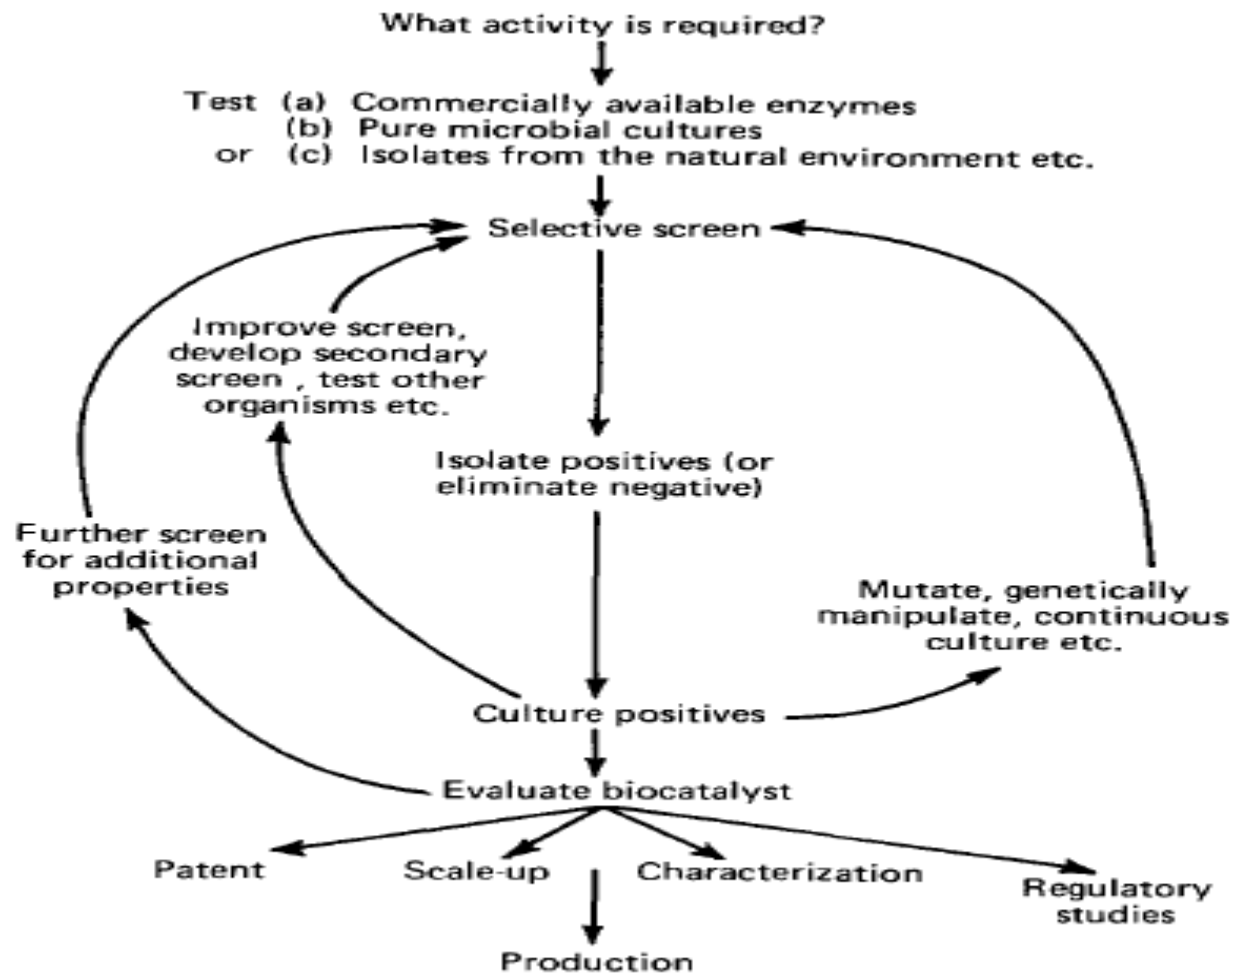 What activity is required?
Test (a) Commercially available enzymes
(b) Pure microbial cultures
or (c) Isolates from the natural environment etc.
Selective screen
Improve screen,
develop secondary
screen , test other
organisms etc.
Isolate positives (or
eliminate negative)
Further screen
for additional
properties
Mutate, genetically
manipulate, continuous
culture etc.
Culture positives
Evaluate biocatalyst
Patent
Scale-up
Characterization
Regulatory
studies
Production